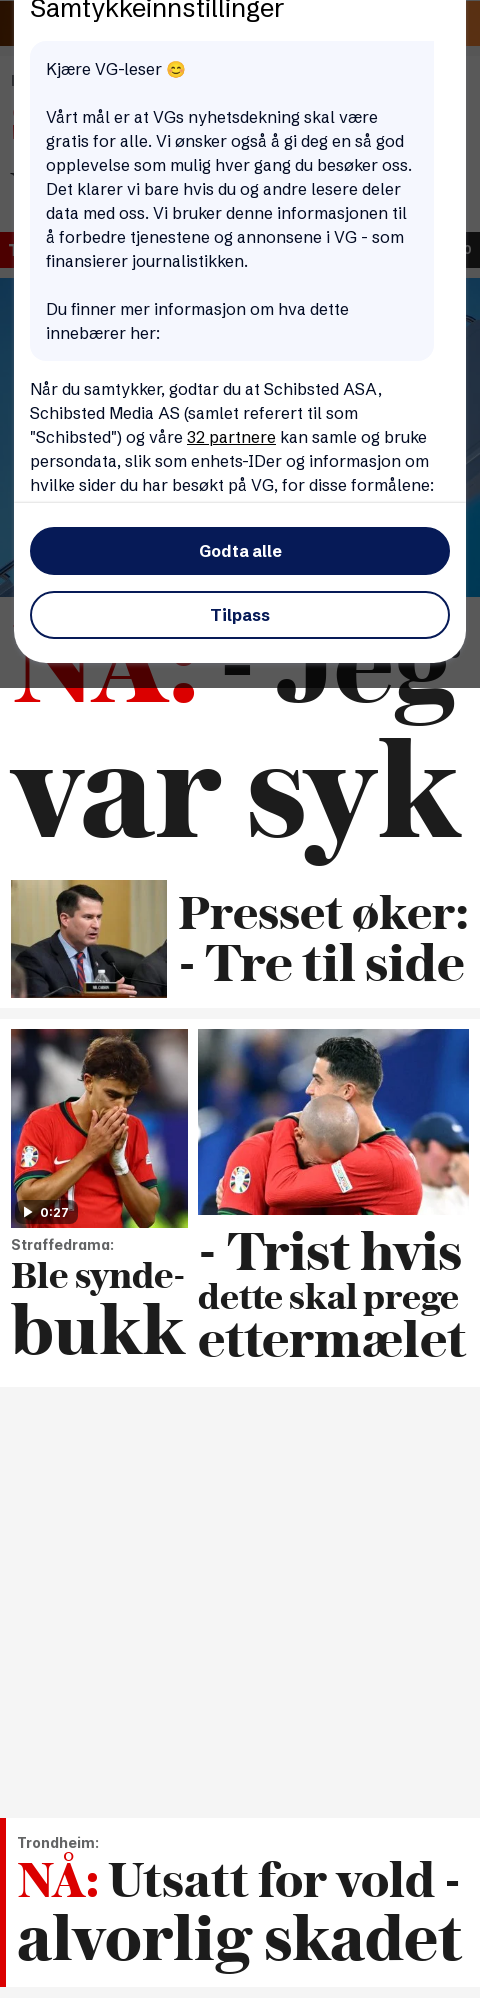 Samtykkeinnstillinger
Kjære VG-leser 😊
Vårt mål er at VGs nyhetsdekning skal være
gratis for alle. Vi ønsker også å gi deg en så god
opplevelse som mulig hver gang du besøker oss.
Det klarer vi bare hvis du og andre lesere deler
data med oss. Vi bruker denne informasjonen til
å forbedre tjenestene og annonsene i VG - som
finansierer journalistikken.
Du finner mer informasjon om hva dette
innebærer her:
Når du samtykker, godtar du at Schibsted ASA,
Schibsted Media AS (samlet referert til som
"Schibsted") og våre 32 partnere kan samle og bruke
persondata, slik som enhets-IDer og informasjon om
hvilke sider du har besøkt på VG, for disse formålene:
Godta alle
Tilpass
NÅ: - Jeg
var syk
Presset øker:
- Tre til side
0:27
Straffedrama:
Ble synde-
bukk
- Trist hvis
dette skal prege
ettermælet
Trondheim:
NÅ: Utsatt for vold -
alvorlig skadet